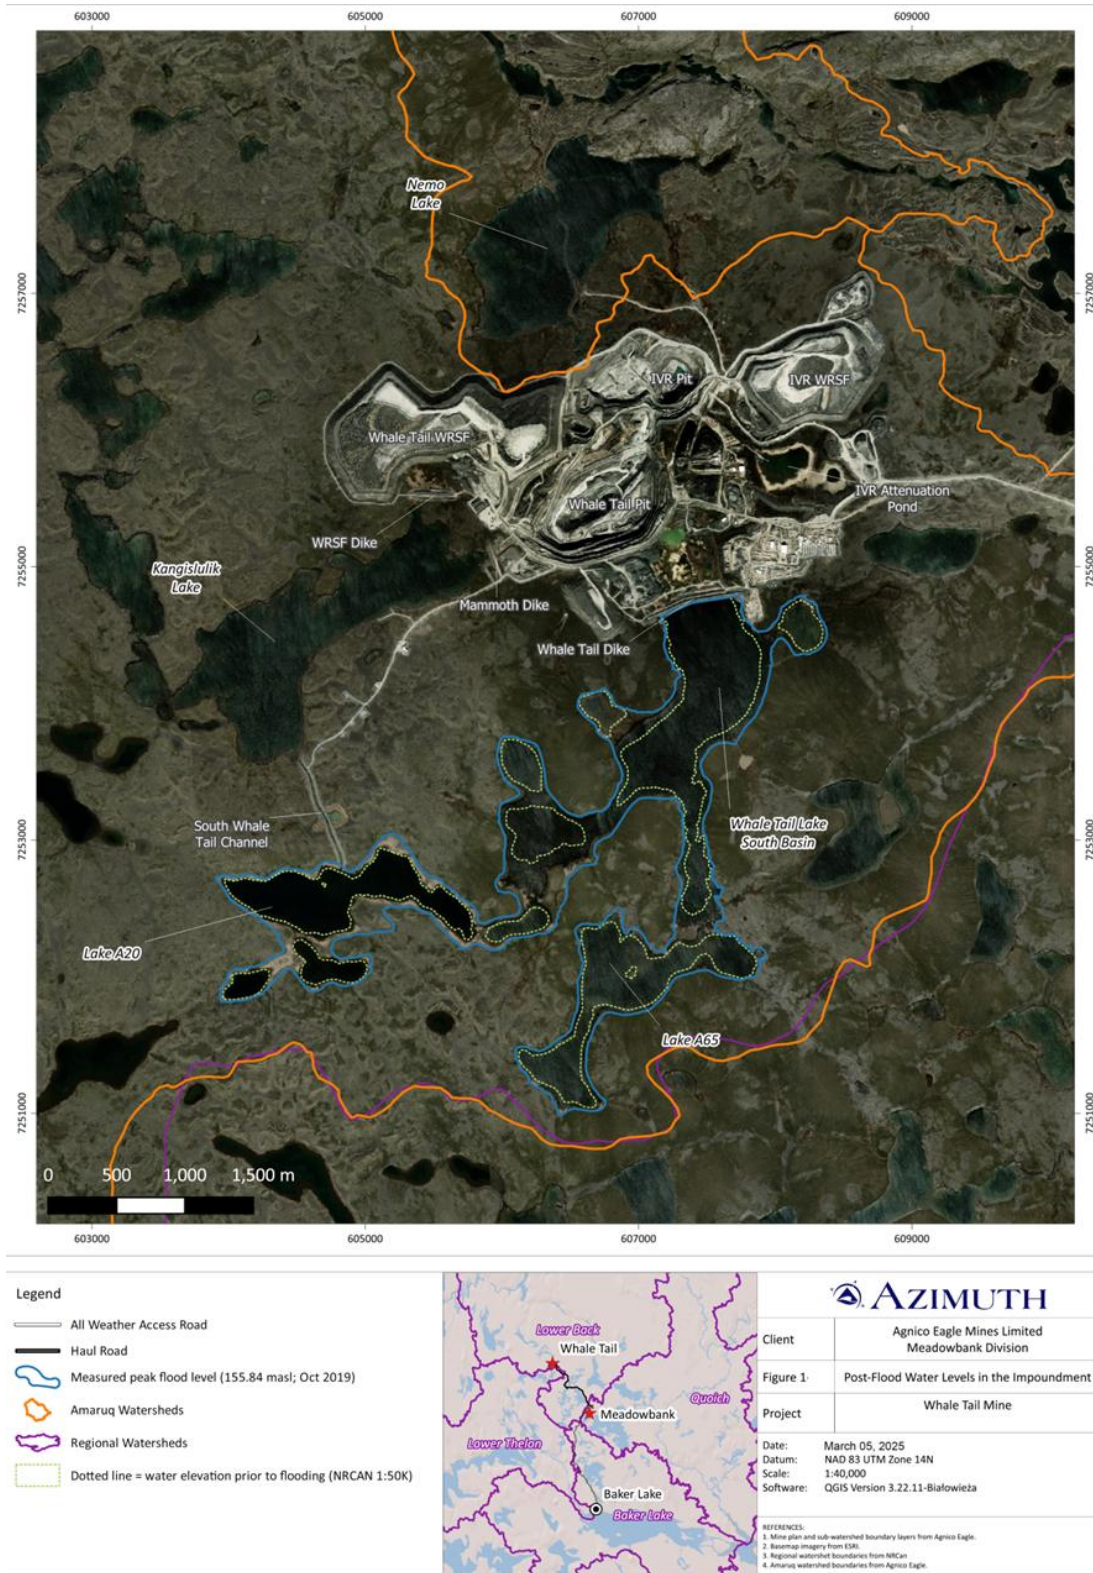 603000
605000
607000
609000
Nemo
Lake
7257000
7257000
IVR Pit
IVR WRSF
Whale Tail WRSF
Whale Tail Pit
IVR Attenuation
Pond
WRSF Dike
7255000
7255000
Kangislulik
Lake
Mammoth Dike
Whale Tail Dike
South Whale
Tail Channel
Whale Tail Lake
South Basin
7253000
7253000
Lake A20
Lake A65
7251000
7251000
0 500 1,000 1,500 m
603000
605000
607000
609000
Legend
All Weather Access Road
Haul Road
Measured peak flood level (155.84 masl; Oct 2019)
Amaruq Watersheds
Regional Watersheds
Dotted line = water elevation prior to flooding (NRCAN 1:50K)
Lower Back
Whale Tail
Quoich
Meadowbank
Lower Thelon
Baker Lake
Baker Lake
AZIMUTH
Client Agnico Eagle Mines Limited
Meadowbank Division
Figure 1· Post-Flood Water Levels in the Impoundment
Project Whale Tail Mine
Date: March 05, 2025
Datum: NAD 83 UTM Zone 14N
Scale: 1:40,000
Software: QGIS Version 3.22.11-Białowieża
REFERENCES:
1. Mine plan and sub-watershed boundary layers from Agnico Eagle.
2. Basemap imagery from ESRI.
3. Regional watershet boundaries from NRCan
4. Amaruq watershed boundaries from Agnico Eagle.